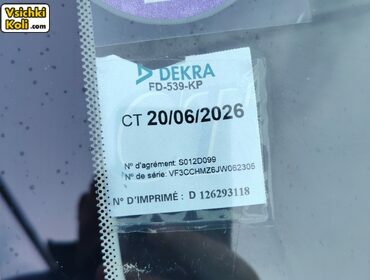 Vsichki
Koli .com
DEKRA
FD-539-KP
CT 20/06/2026
N° d'agrément: S012D099
N° de série: VF3CCHMZ6JW062305
N° D'IMPRIMÉ : D 126293118